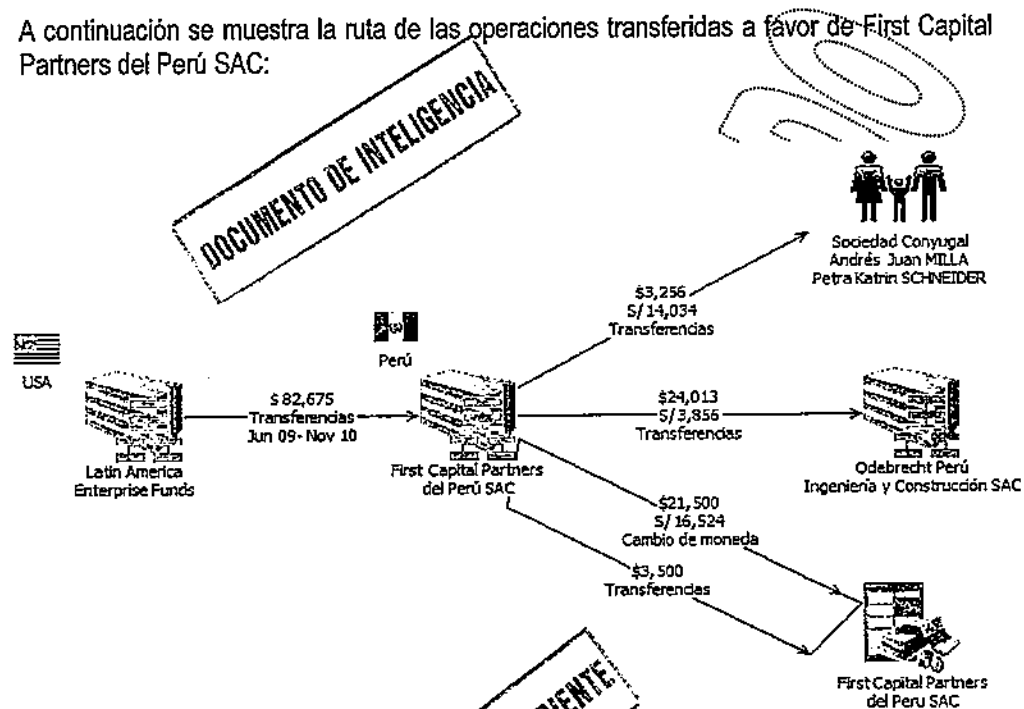 A continuación se muestra la ruta de las operaciones transferidas a favor de First Capital
Partners del Perú SAC:
DOCUMENTO DE INTELIGENCIA
Sociedad Conyugal
Andrés Juan MILLA
Petra Katrin SCHNEIDER
$3,256
S/14,034
Transferencias
Perú
USA
$ 82,675
Transferencias
Jun 09- Nov 10
$24,013
S/3,856
Transferencias
Latin America
Enterprise Funds
First Capital Partners
del Perú SAC
Odebrecht Perú
Ingeniería y Construcción SAC
$21,500
S/16,524
Cambio de moneda
$3,500
Transferencias
First Capital Partners
del Peru SAC